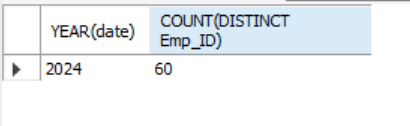 YEAR(date)
COUNT(DISTINCT
Emp_ID)
2024
60